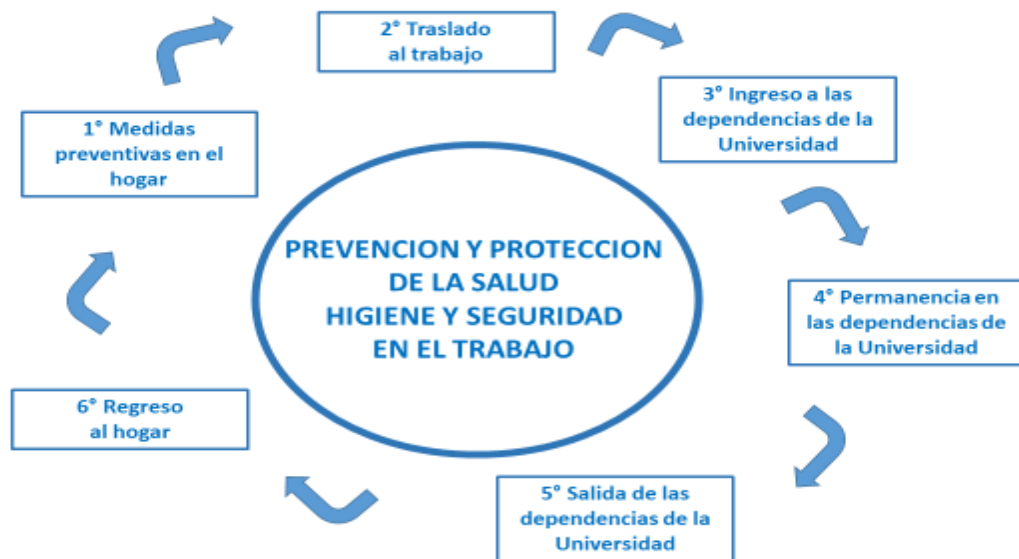 2° Traslado
al trabajo
3° Ingreso a las
dependencias de la
Universidad
1° Medidas
preventivas en el
hogar
PREVENCION Y PROTECCION
DE LA SALUD
HIGIENE Y SEGURIDAD
EN EL TRABAJO
4° Permanencia en
las dependencias de
la Universidad
6° Regreso
al hogar
5° Salida de las
dependencias de la
Universidad